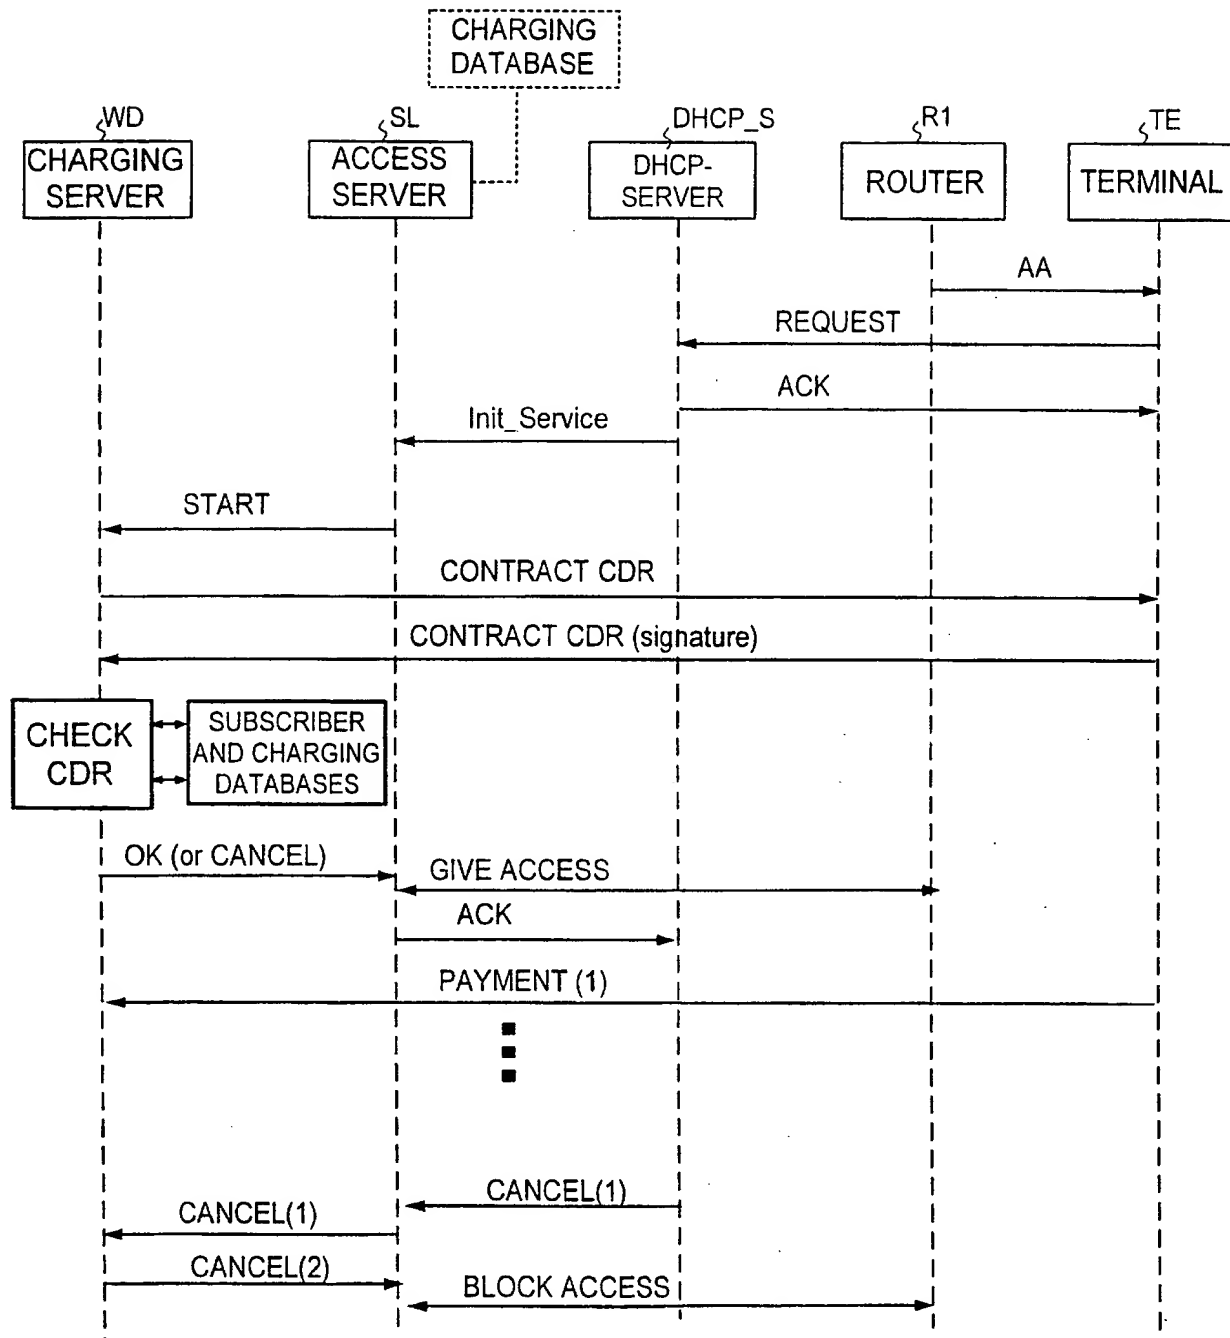 CHARGING
DATABASE
WD
SL
DHCP_S
R1
TE
CHARGING
SERVER
ACCESS
SERVER
DHCP-
SERVER
ROUTER
TERMINAL
AA
REQUEST
ACK
Init_Service
START
CONTRACT CDR
CONTRACT CDR (signature)
CHECK
CDR
SUBSCRIBER
AND CHARGING
DATABASES
OK (or CANCEL)
GIVE ACCESS
ACK
PAYMENT (1)
CANCEL(1)
CANCEL(1)
CANCEL(2)
BLOCK ACCESS